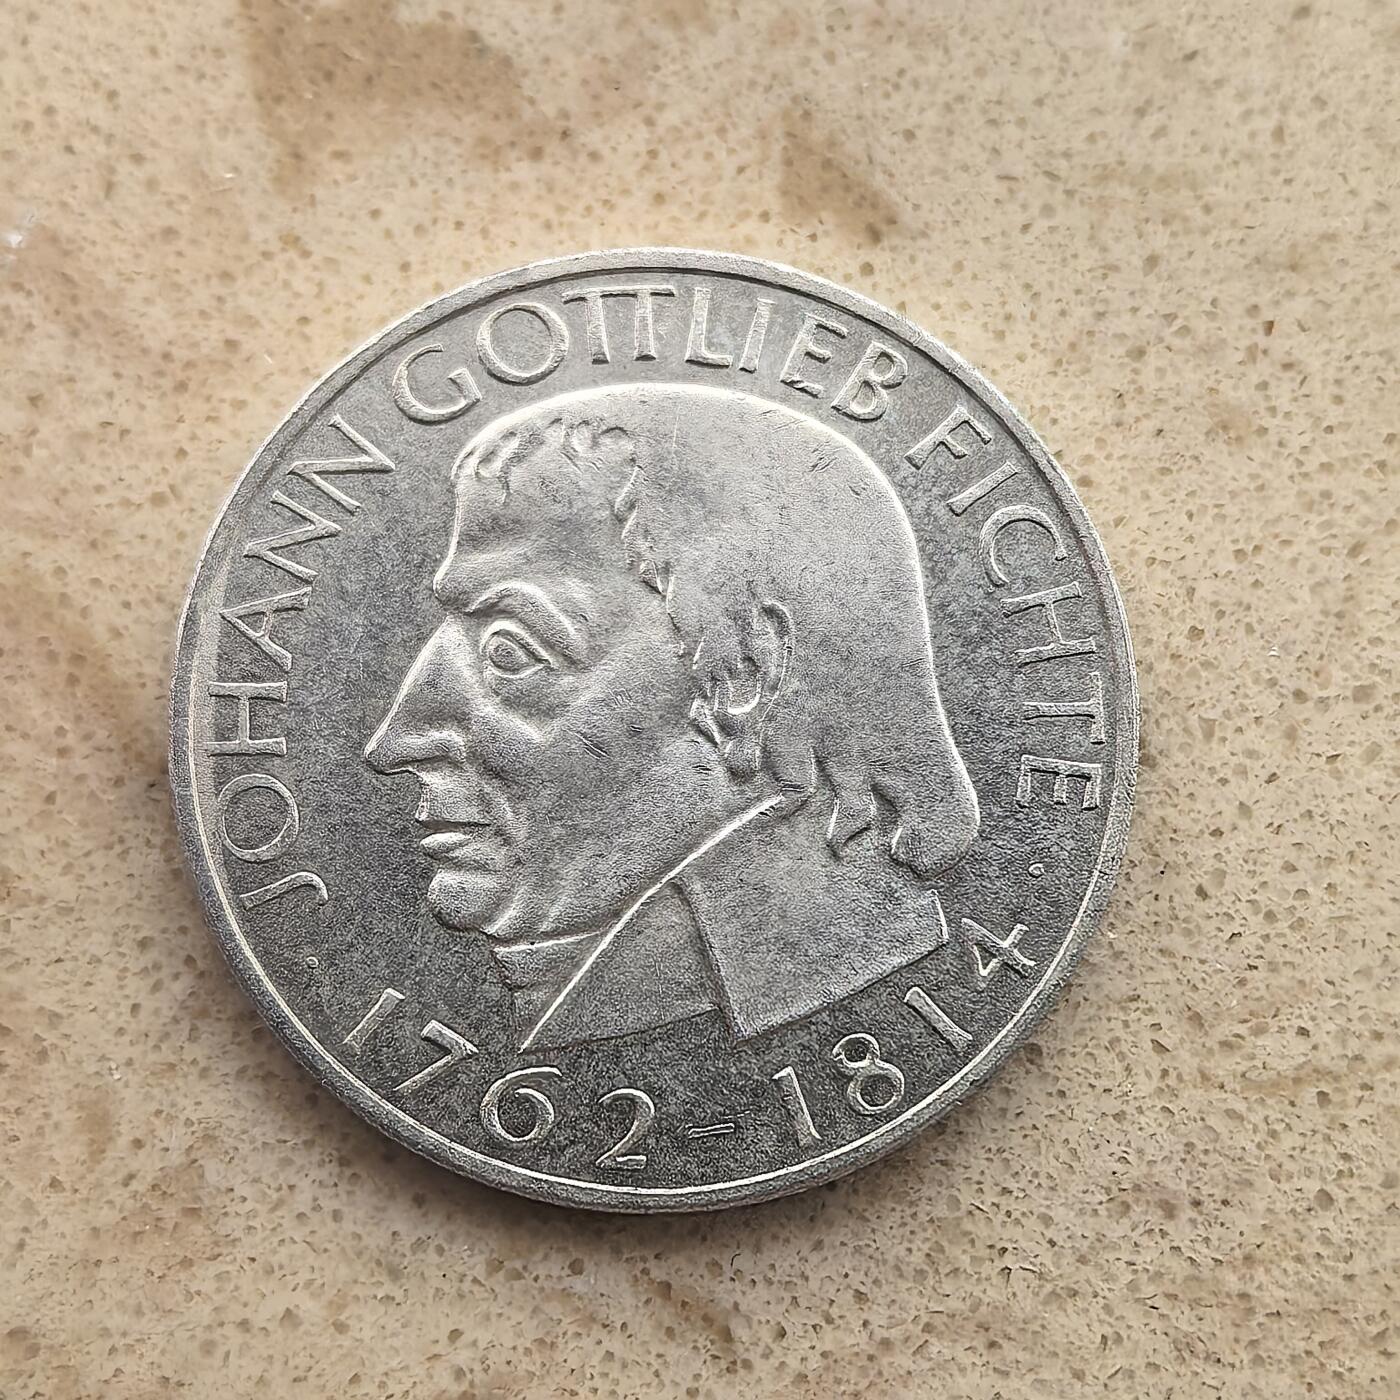 JOHANN GOTTLIEB FICHTE
· 1762-1814 ·